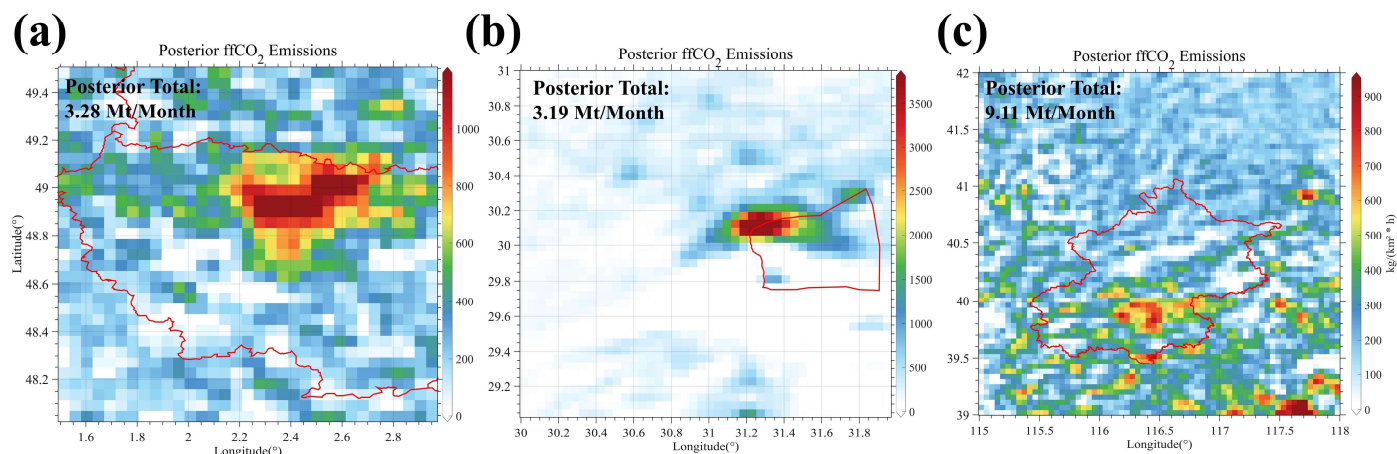 (a)
Posterior ffCO₂ Emissions
Posterior Total:
3.28 Mt/Month
Latitude(°)
49.4
49.2
49
48.8
48.6
48.4
48.2
1.6 1.8 2 2.2 2.4 2.6 2.8
Longitude(°)
1000
800
600
400
200
0
(b)
Posterior ffCO₂ Emissions
Posterior Total:
3.19 Mt/Month
31
30.8
30.6
30.4
30.2
30
29.8
29.6
29.4
29.2
30 30.2 30.4 30.6 30.8 31 31.2 31.4 31.6 31.8
Longitude(°)
3500
3000
2500
2000
1500
1000
500
0
(c)
Posterior ffCO₂ Emissions
Posterior Total:
9.11 Mt/Month
42
41.5
41
40.5
40
39.5
39
115 115.5 116 116.5 117 117.5 118
Longitude(°)
900
800
700
600
500
400
300
200
100
0
kg/(km² * h)